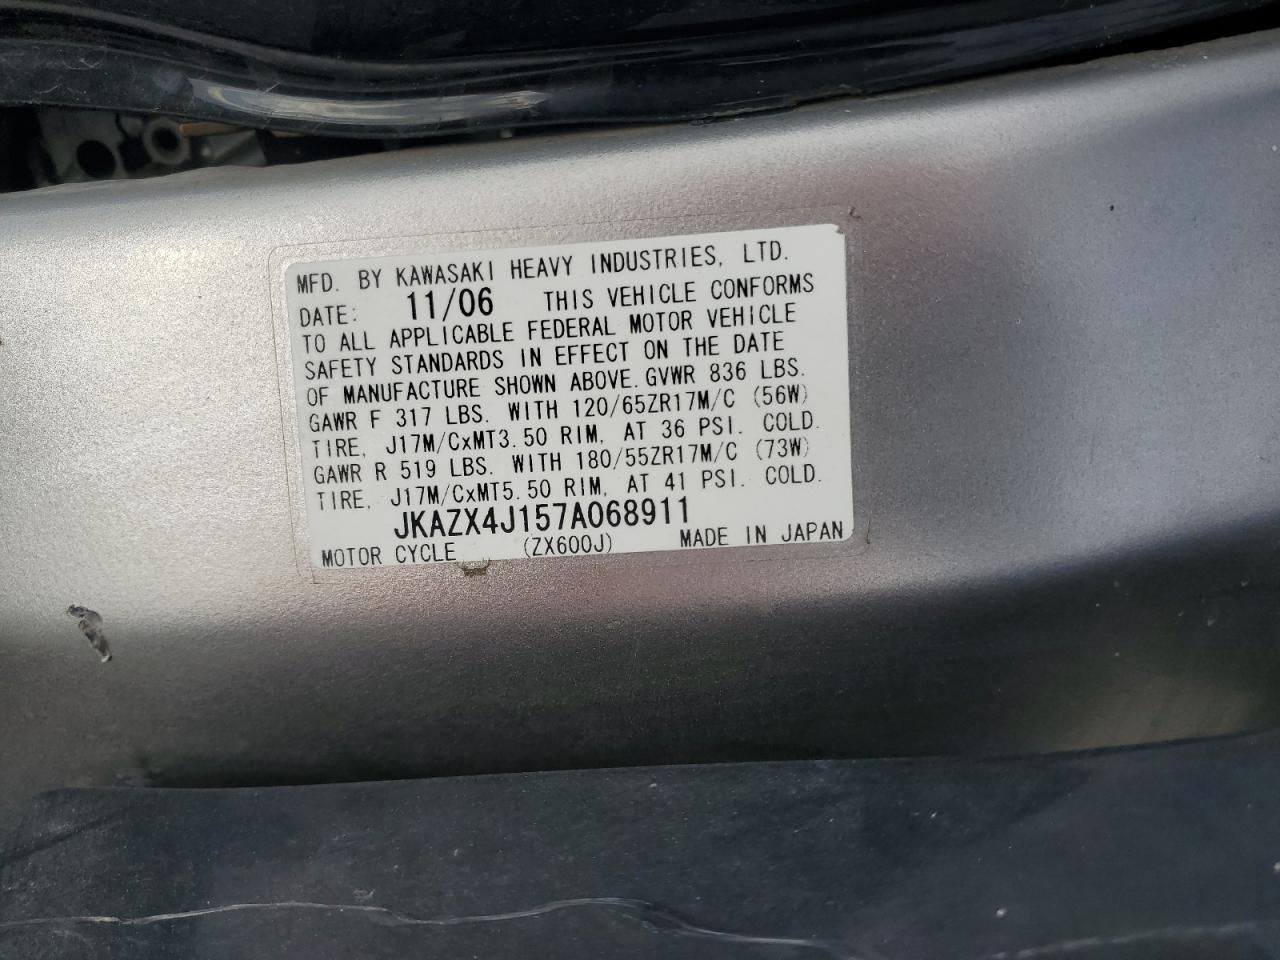 MFD. BY KAWASAKI HEAVY INDUSTRIES, LTD.
DATE: 11/06 THIS VEHICLE CONFORMS
TO ALL APPLICABLE FEDERAL MOTOR VEHICLE
SAFETY STANDARDS IN EFFECT ON THE DATE
OF MANUFACTURE SHOWN ABOVE. GVWR 836 LBS.
GAWR F 317 LBS. WITH 120/65ZR17M/C (56W)
TIRE, J17M/CxMT3.50 RIM, AT 36 PSI. COLD.
GAWR R 519 LBS. WITH 180/55ZR17M/C (73W)
TIRE, J17M/CxMT5.50 RIM, AT 41 PSI. COLD.
JKAZX4J157A068911
MOTOR CYCLE (ZX600J) MADE IN JAPAN